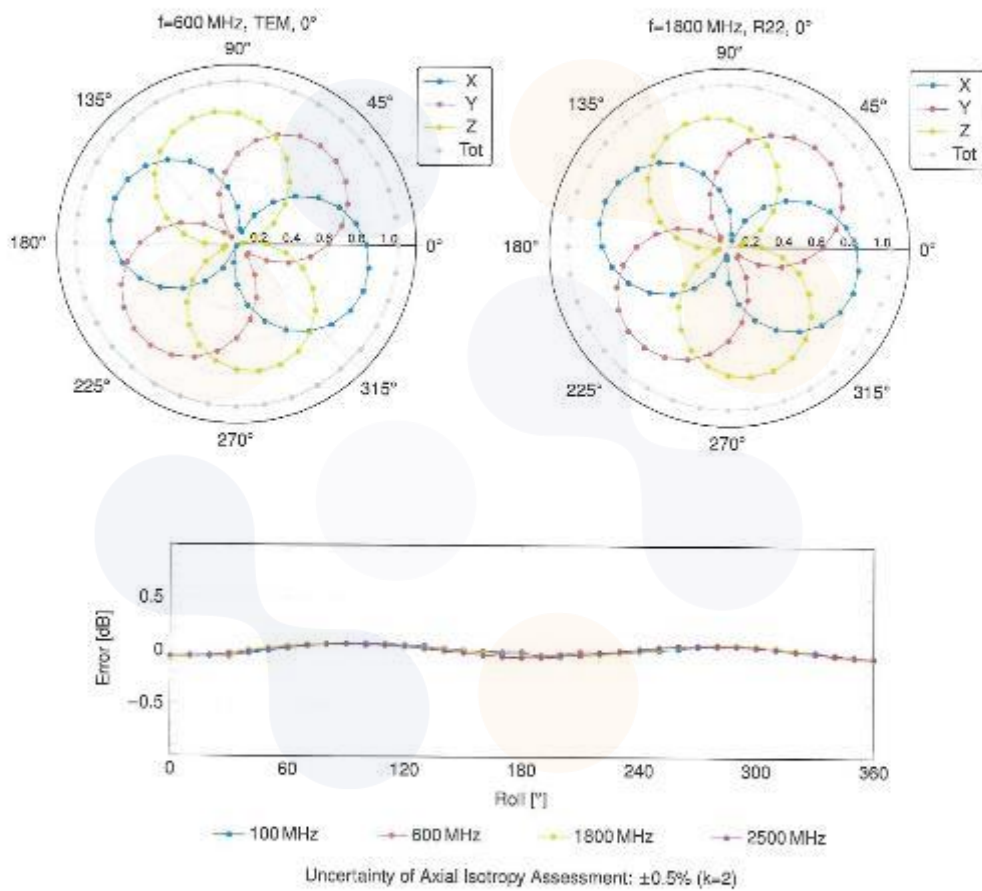 f=600 MHz, TEM, 0°
90°
135°
45°
180°
0°
225°
315°
270°
0.2 0.4 0.6 0.8 1.0
X
Y
Z
Tot
f=1800 MHz, R22, 0°
90°
135°
45°
180°
0°
225°
315°
270°
0.2 0.4 0.6 0.8 1.0
X
Y
Z
Tot
Error [dB]
0.5
0
−0.5
0 60 120 180 240 300 360
Roll [°]
100 MHz 600 MHz 1800 MHz 2500 MHz
Uncertainty of Axial Isotropy Assessment: ±0.5% (k=2)